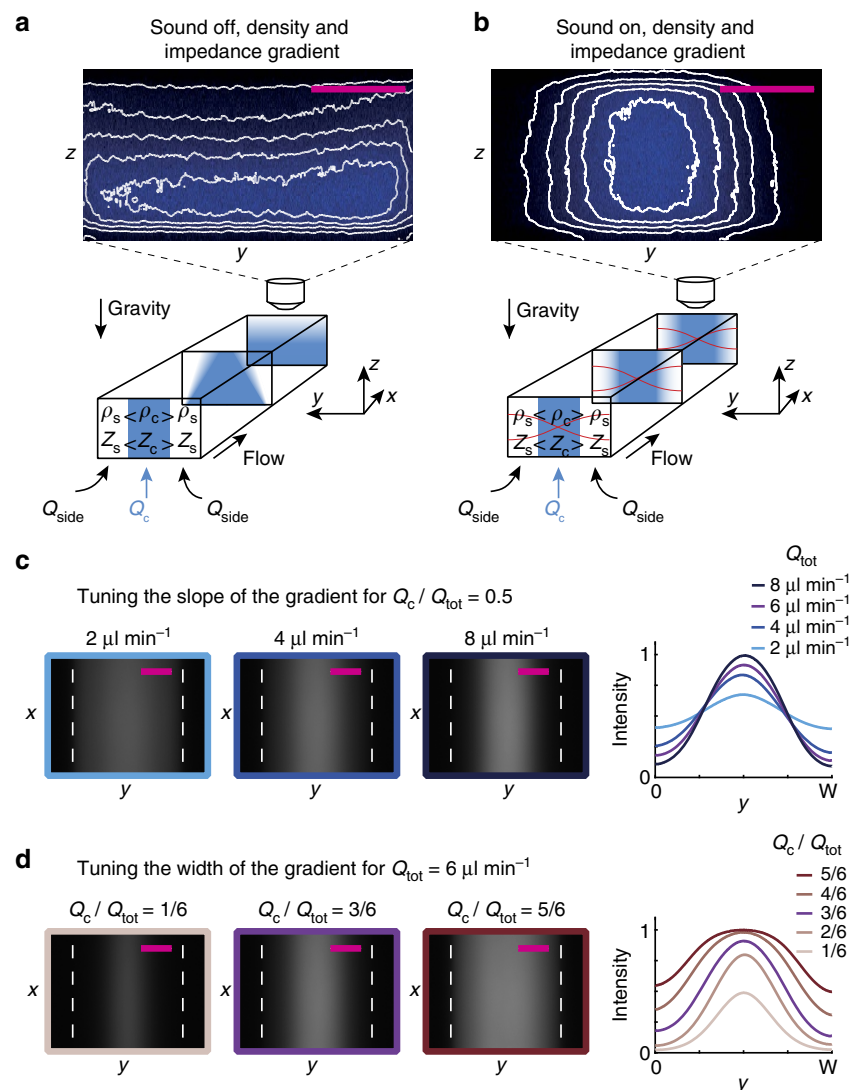 a
Sound off, density and
impedance gradient
z
y
Gravity
ρs < ρc > ρs
Zs < Zc > Zs
z
y
x
Flow
Qside
Qc
Qside
b
Sound on, density and
impedance gradient
z
y
Gravity
ρs < ρc > ρs
Zs < Zc > Zs
z
y
x
Flow
Qside
Qc
Qside
c
Tuning the slope of the gradient for Qc / Qtot = 0.5
2 μl min⁻¹
4 μl min⁻¹
8 μl min⁻¹
x
x
x
y
y
y
Qtot
8 μl min⁻¹
6 μl min⁻¹
4 μl min⁻¹
2 μl min⁻¹
1
Intensity
0
0
y
W
d
Tuning the width of the gradient for Qtot = 6 μl min⁻¹
Qc / Qtot = 1/6
Qc / Qtot = 3/6
Qc / Qtot = 5/6
x
x
x
y
y
y
Qc / Qtot
5/6
4/6
3/6
2/6
1/6
1
Intensity
0
0
y
W